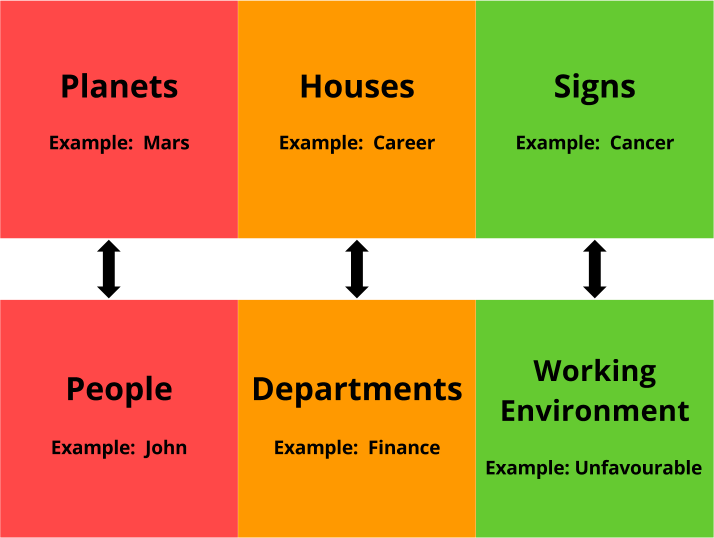 Planets
Example: Mars
Houses
Example: Career
Signs
Example: Cancer
People
Example: John
Departments
Example: Finance
Working
Environment
Example: Unfavourable